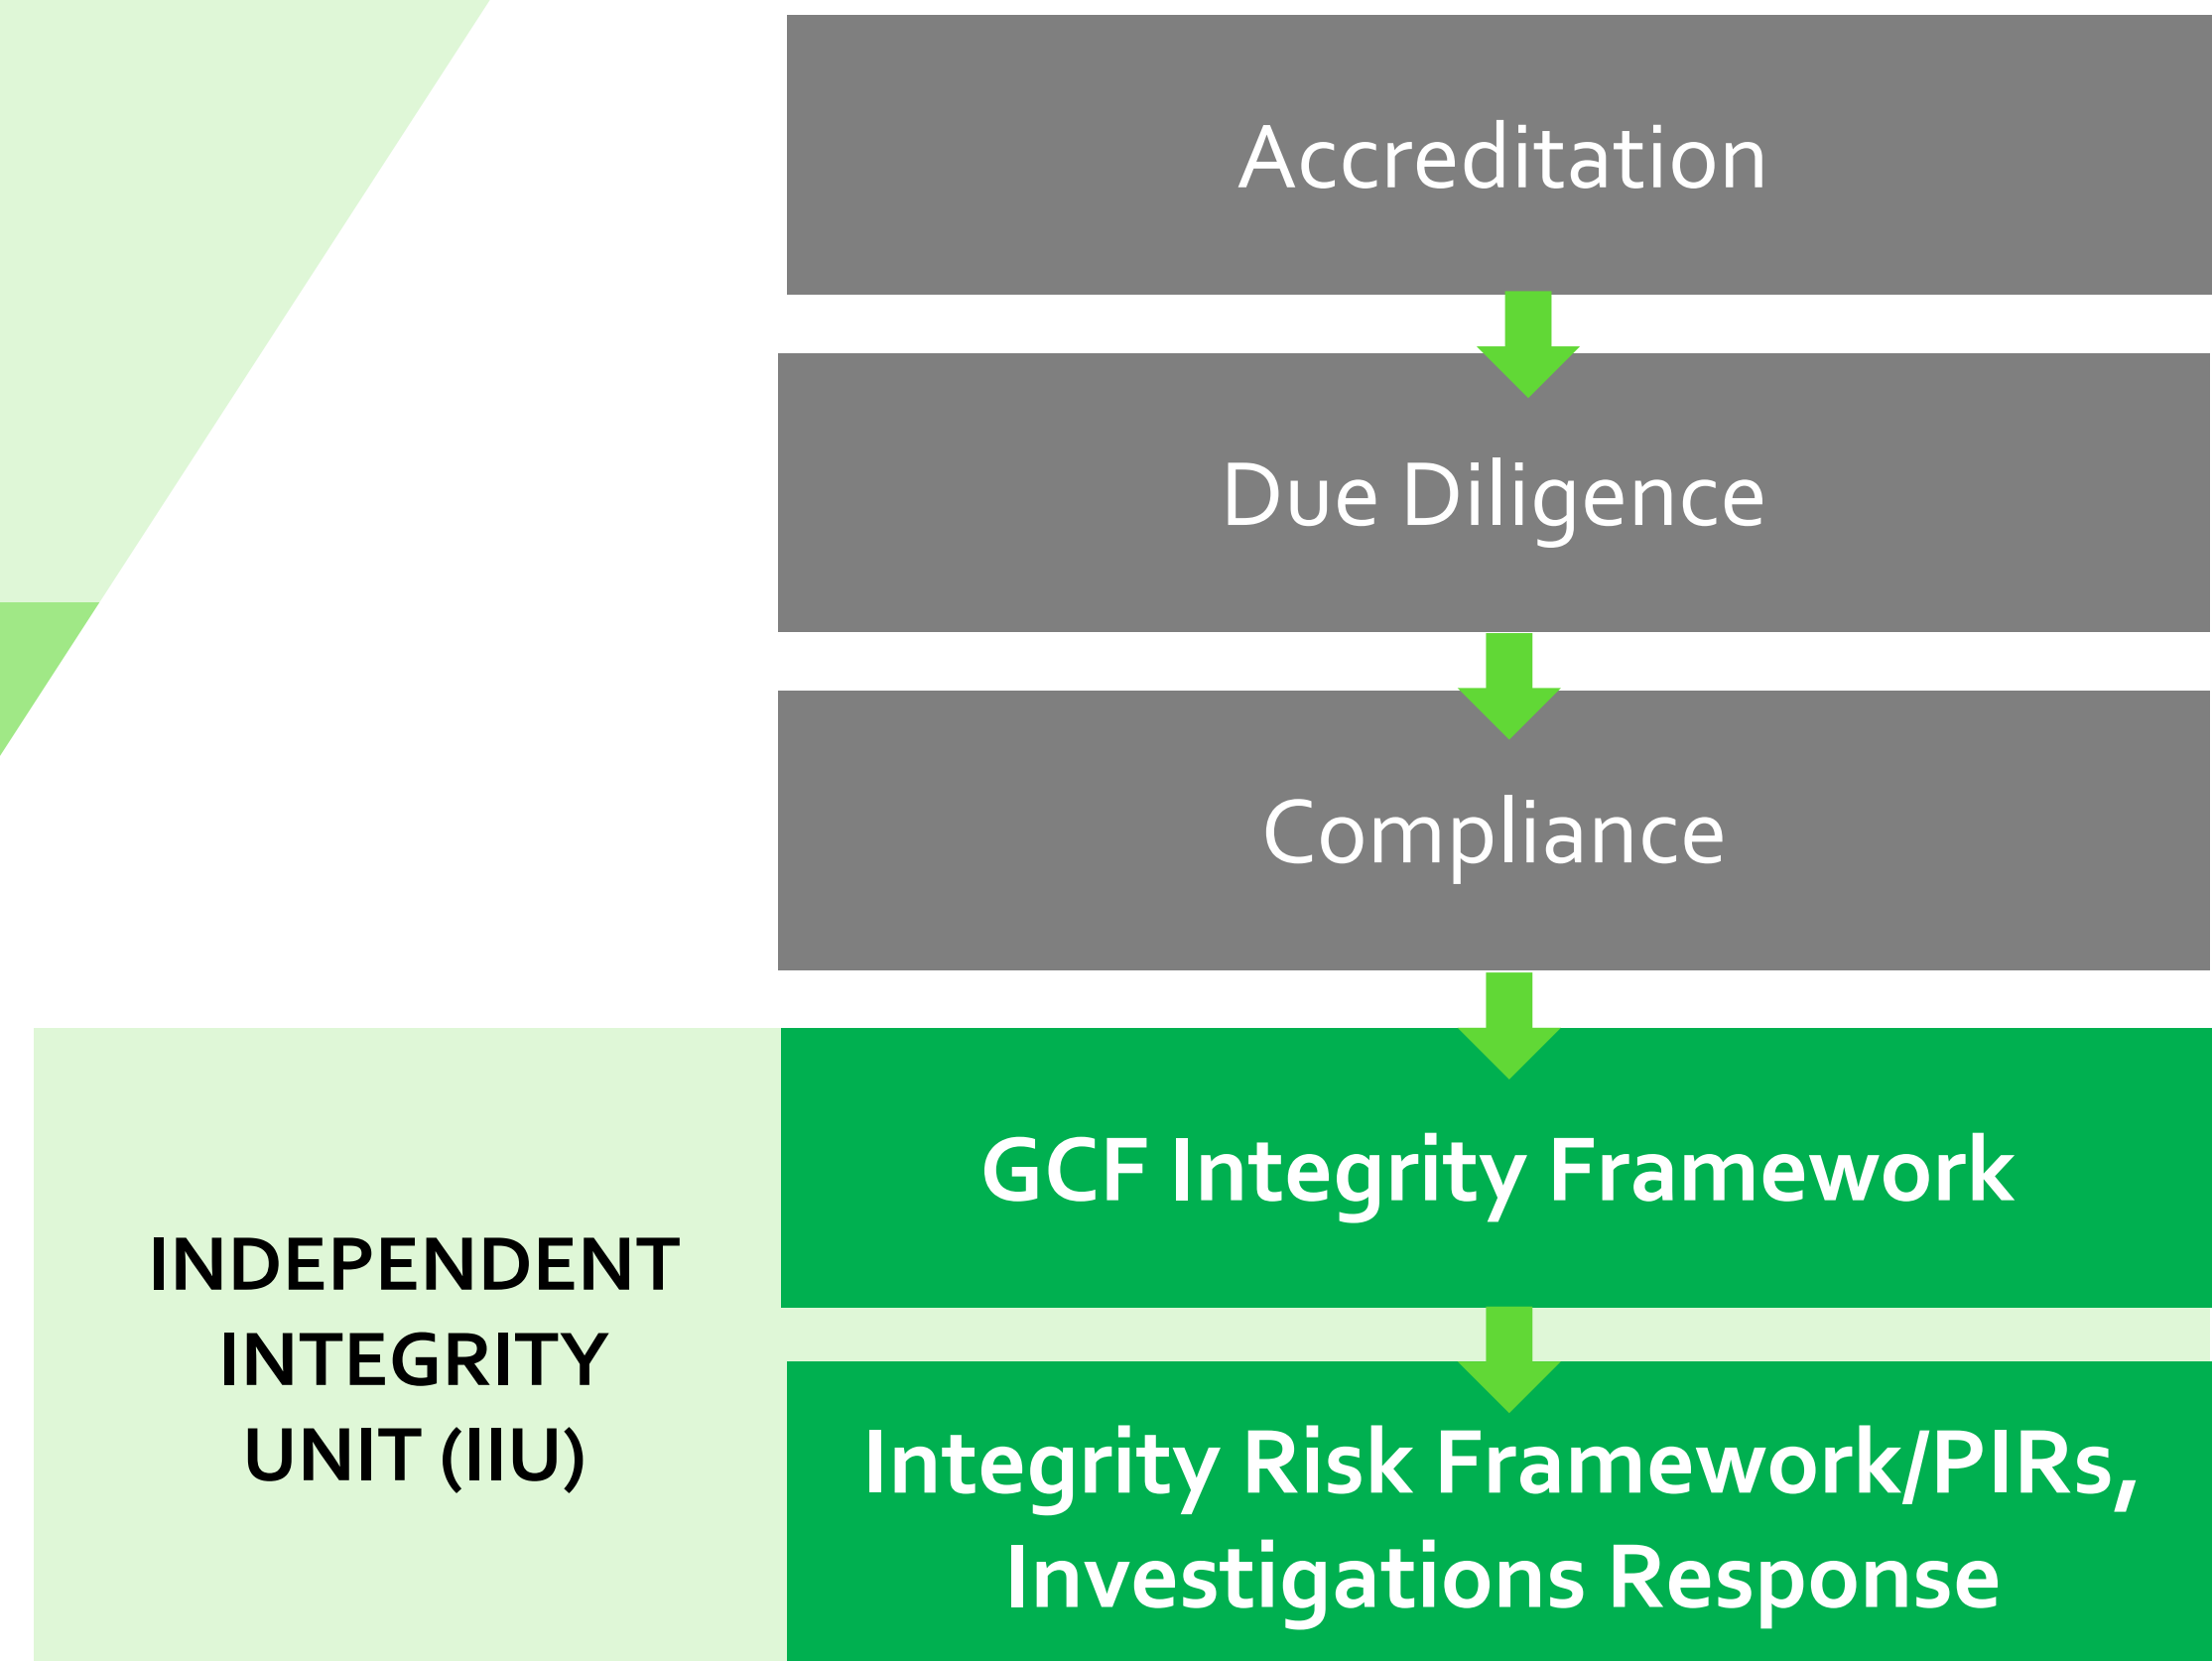 Accreditation
Due Diligence
Compliance
GCF Integrity Framework
INDEPENDENT
INTEGRITY
UNIT (IIU)
Integrity Risk Framework/PIRs,
Investigations Response